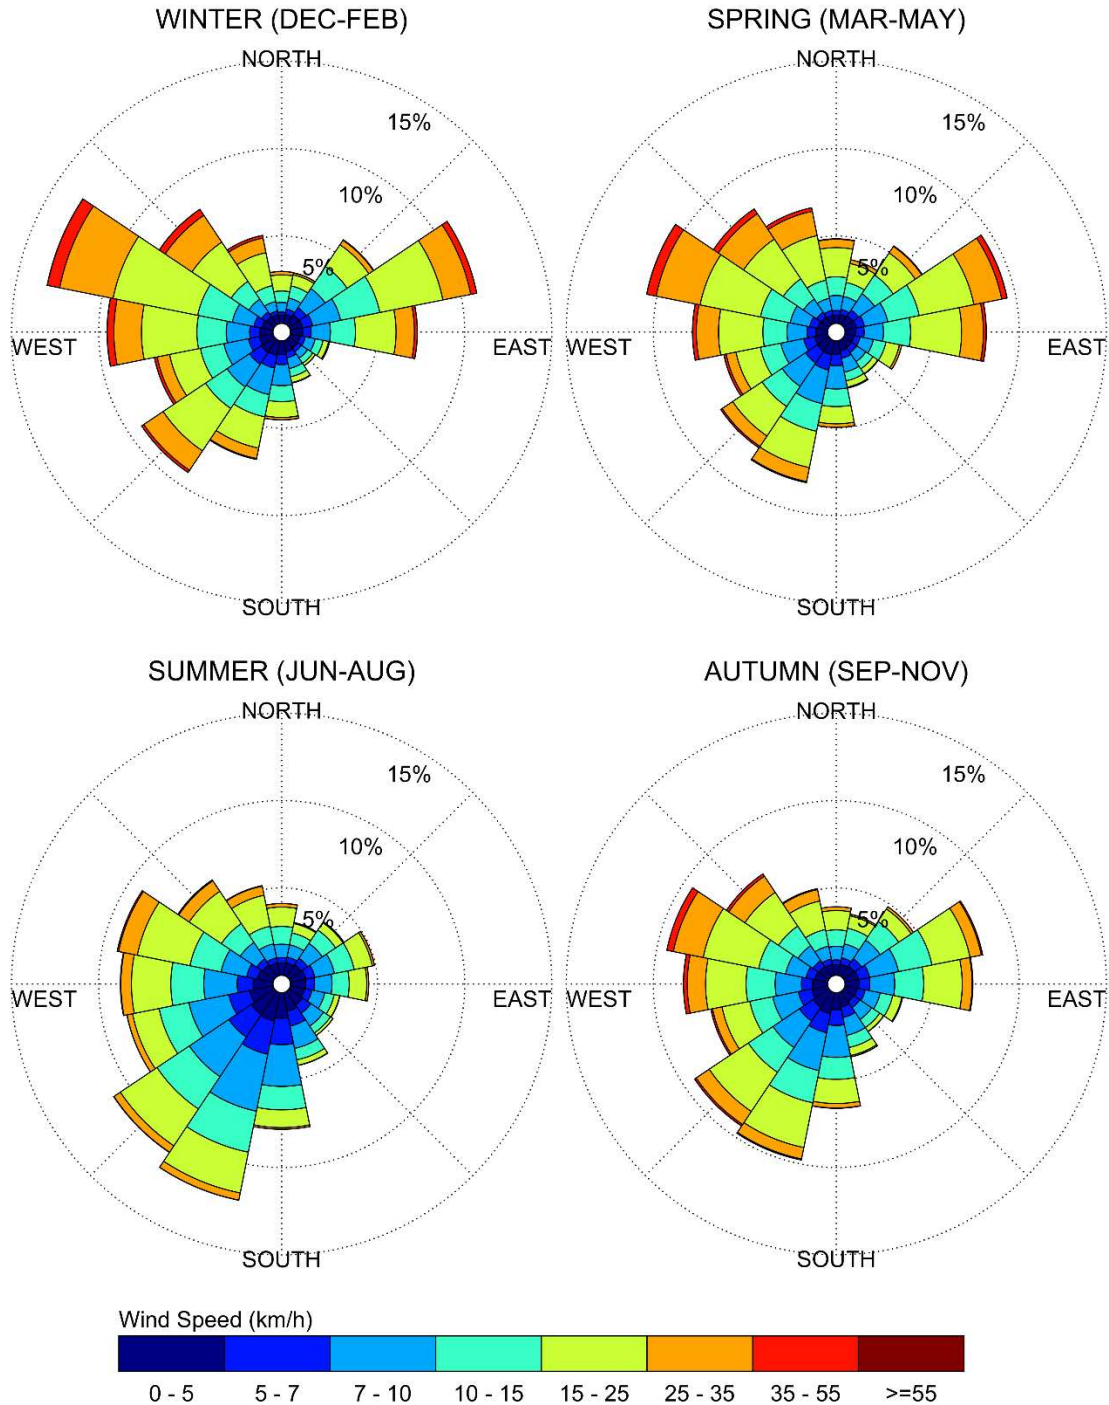 WINTER (DEC-FEB)
NORTH
15%
10%
5%
WEST
EAST
SOUTH
SPRING (MAR-MAY)
NORTH
15%
10%
5%
WEST
EAST
SOUTH
SUMMER (JUN-AUG)
NORTH
15%
10%
5%
WEST
EAST
SOUTH
AUTUMN (SEP-NOV)
NORTH
15%
10%
5%
WEST
EAST
SOUTH
Wind Speed (km/h)
0 - 5 5 - 7 7 - 10 10 - 15 15 - 25 25 - 35 35 - 55 >=55